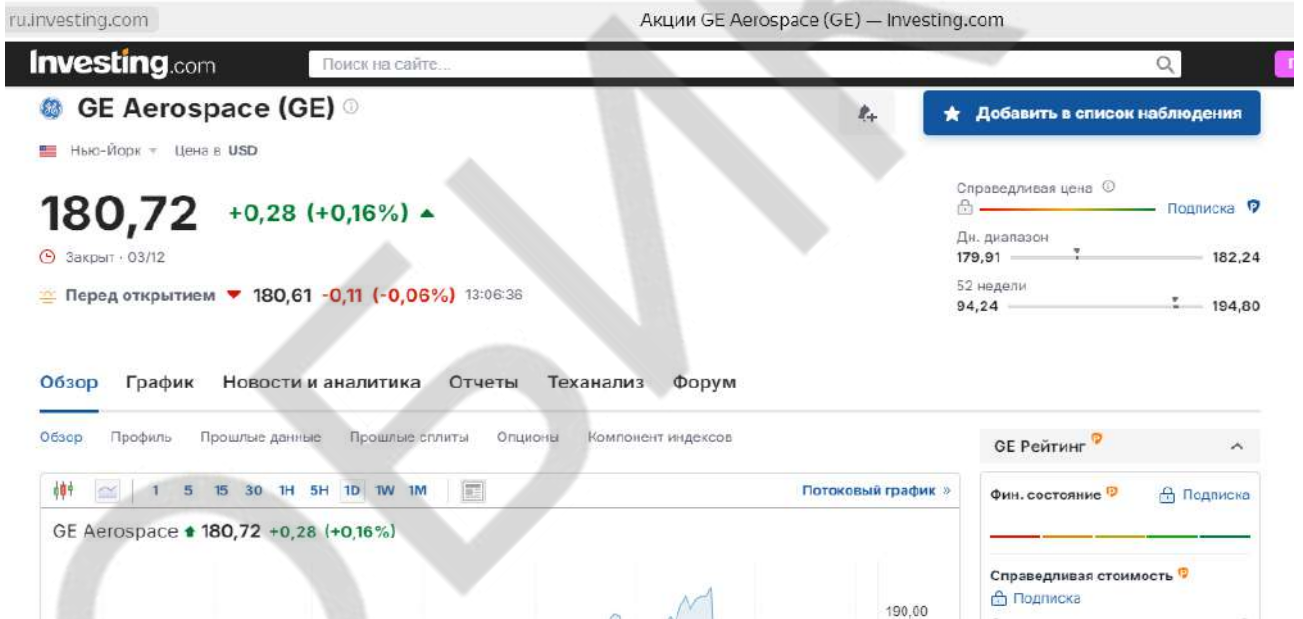 ru.investing.com
Акции GE Aerospace (GE) — Investing.com
Investing.com
Поиск на сайте...
GE Aerospace (GE)
Добавить в список наблюдения
Нью-Йорк Цена в USD
180,72 +0,28 (+0,16%)
Закрыт · 03/12
Перед открытием 180,61 -0,11 (-0,06%) 13:06:36
Справедливая цена
Подписка
Дн. диапазон
179,91 182,24
52 недели
94,24 194,80
Обзор График Новости и аналитика Отчеты Теханализ Форум
Обзор Профиль Прошлые данные Прошлые сплиты Опционы Компонент индексов
1 5 15 30 1H 5H 1D 1W 1M
Потоковый график »
GE Aerospace 180,72 +0,28 (+0,16%)
190,00
GE Рейтинг
Фин. состояние Подписка
Справедливая стоимость
Подписка